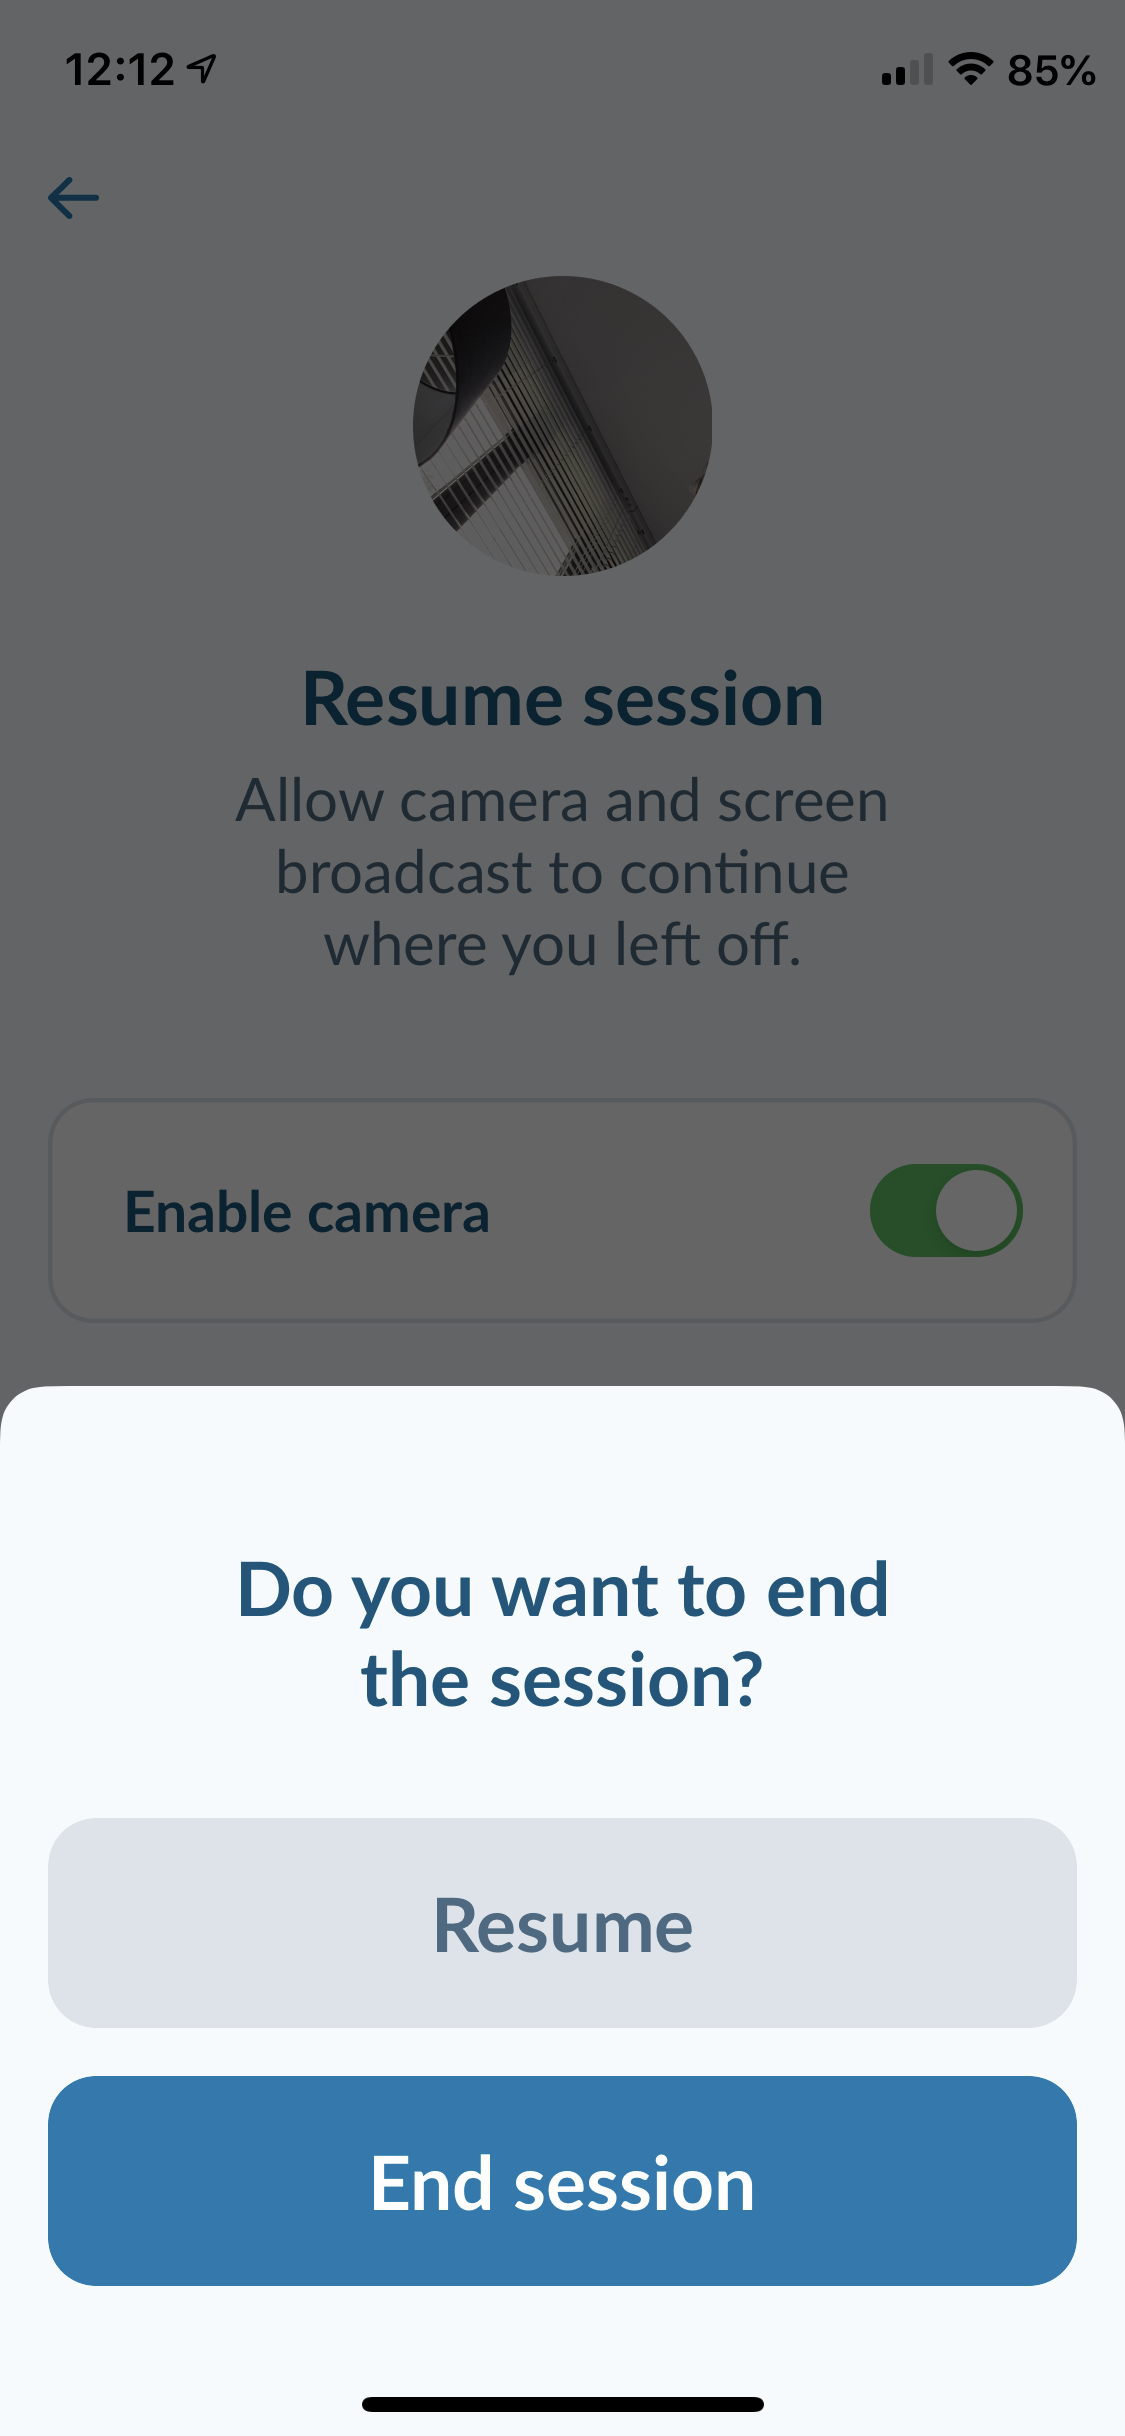 12:12
85%
Resume session
Allow camera and screen
broadcast to continue
where you left off.
Enable camera
Do you want to end
the session?
Resume
End session